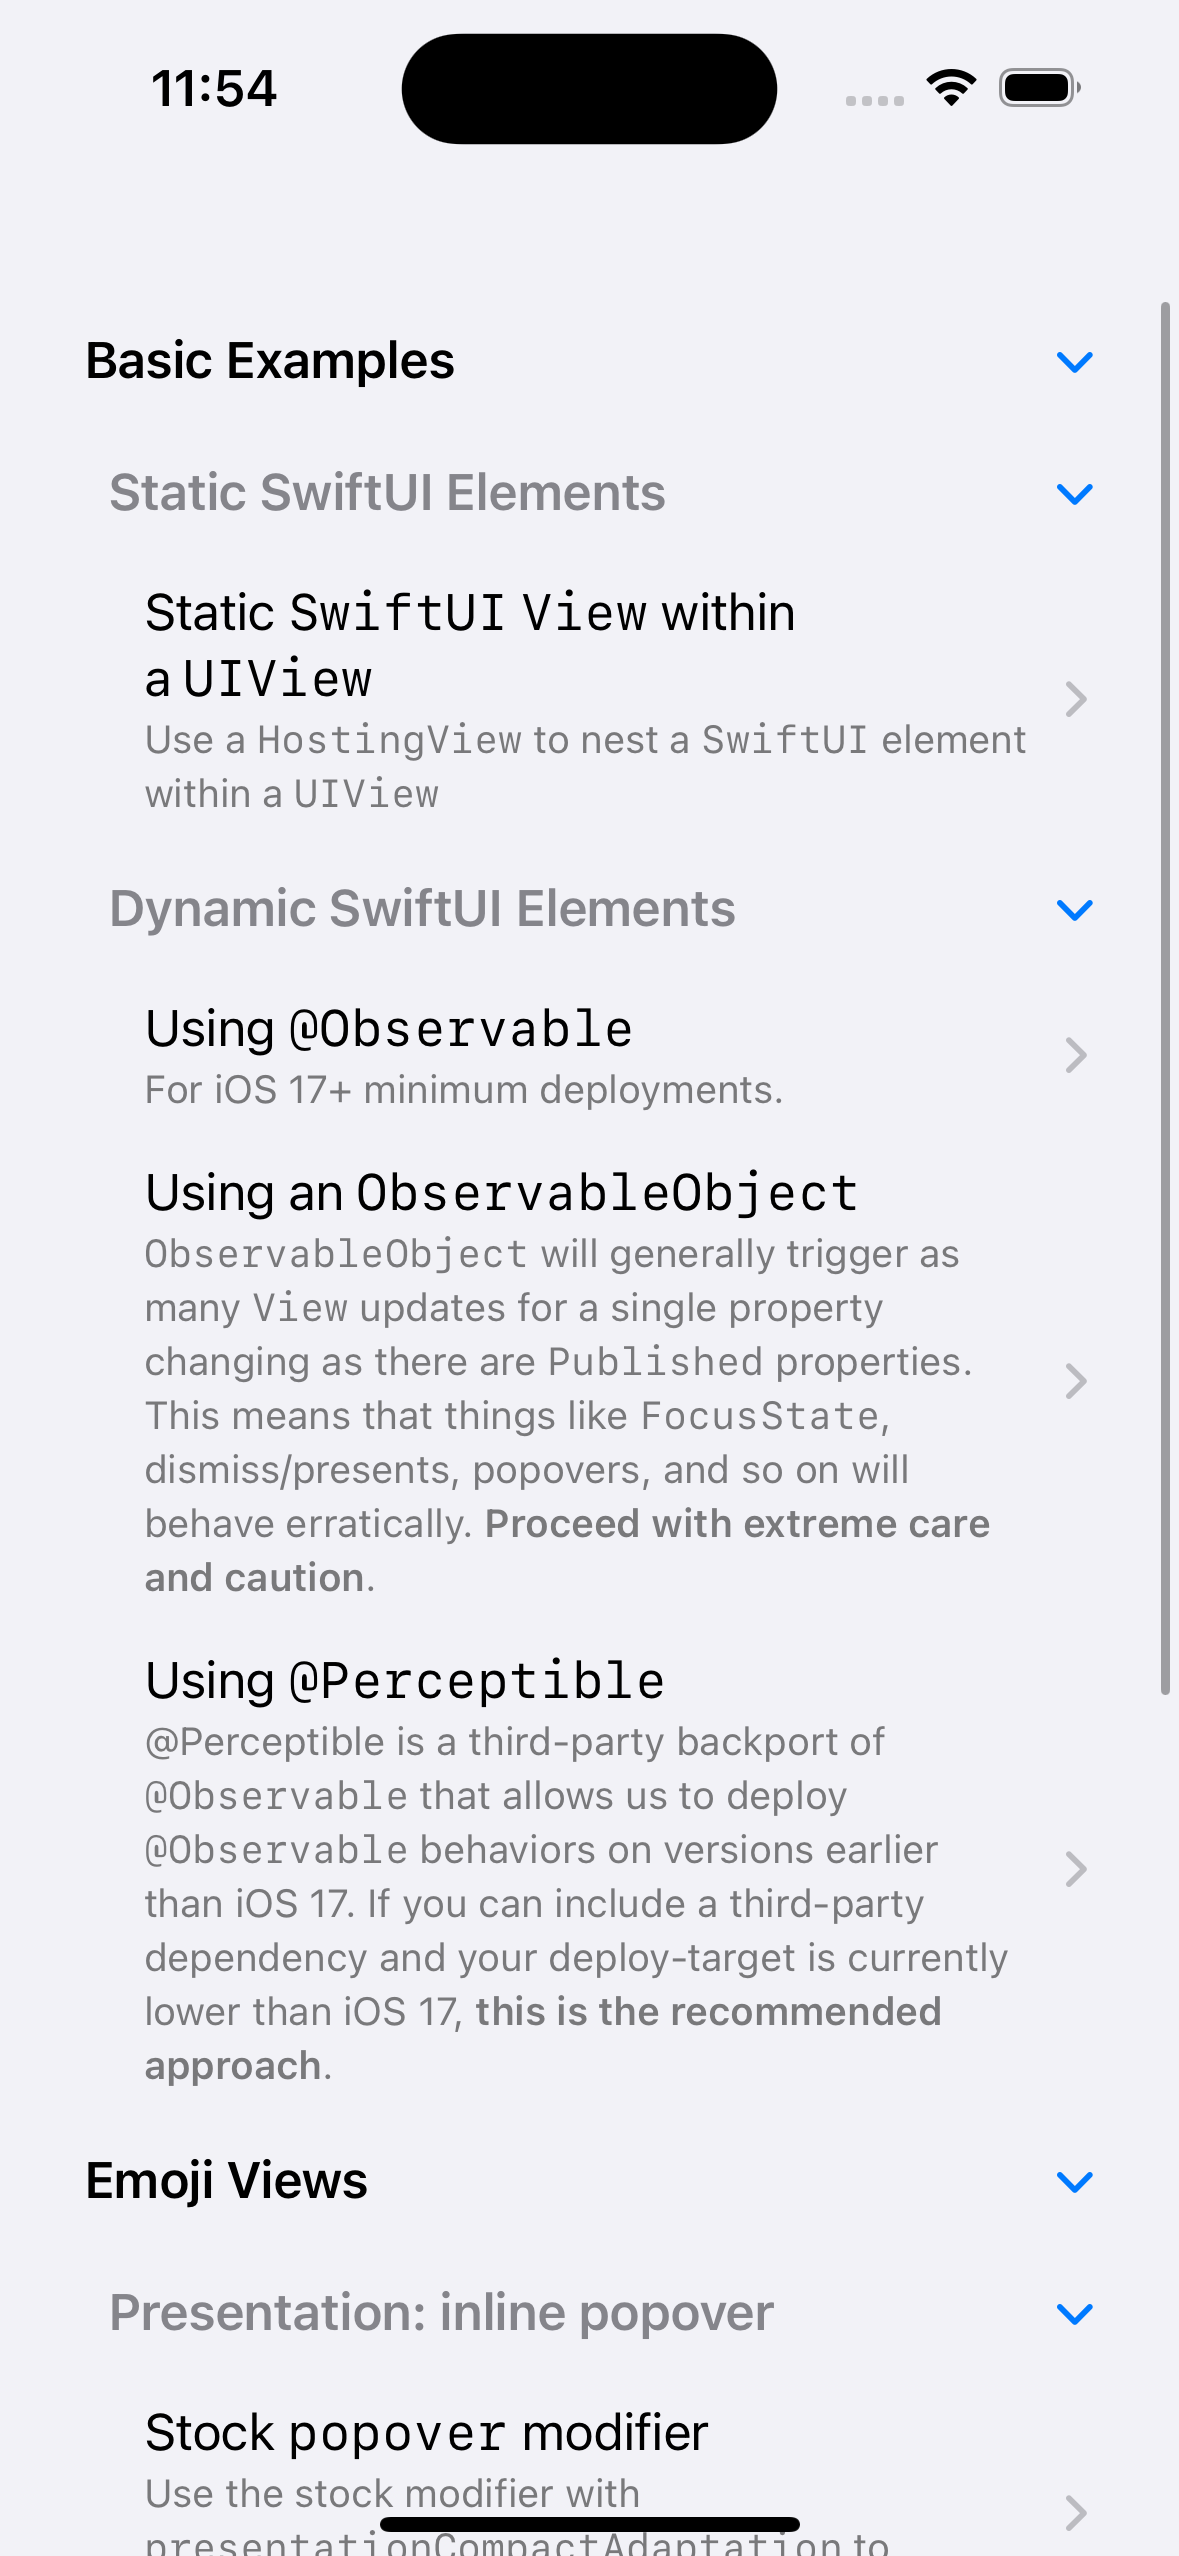 11:54
Basic Examples
Static SwiftUI Elements
Static SwiftUI View within
a UIView
Use a HostingView to nest a SwiftUI element
within a UIView
Dynamic SwiftUI Elements
Using @Observable
For iOS 17+ minimum deployments.
Using an ObservableObject
ObservableObject will generally trigger as
many View updates for a single property
changing as there are Published properties.
This means that things like FocusState,
dismiss/presents, popovers, and so on will
behave erratically. Proceed with extreme care
and caution.
Using @Perceptible
@Perceptible is a third-party backport of
@Observable that allows us to deploy
@Observable behaviors on versions earlier
than iOS 17. If you can include a third-party
dependency and your deploy-target is currently
lower than iOS 17, this is the recommended
approach.
Emoji Views
Presentation: inline popover
Stock popover modifier
Use the stock modifier with
presentationCompactAdaptation to